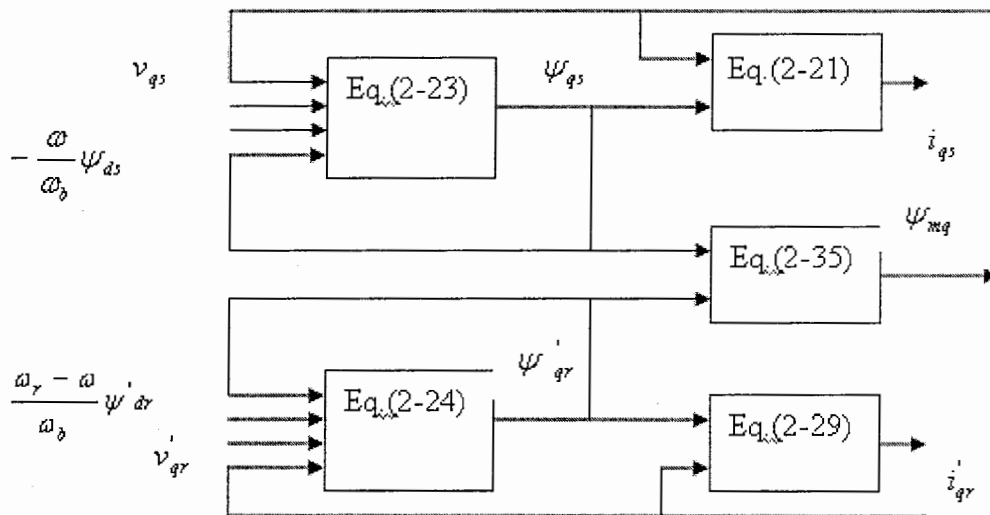 v_qs
Eq.(2-23)
ψ_qs
Eq.(2-21)
i_qs
- ω/ω_b ψ_ds
ψ_mq
Eq.(2-35)
(ω_r - ω)/ω_b ψ'_dr
Eq.(2-24)
ψ'_qr
Eq.(2-29)
v'_qr
i'_qr